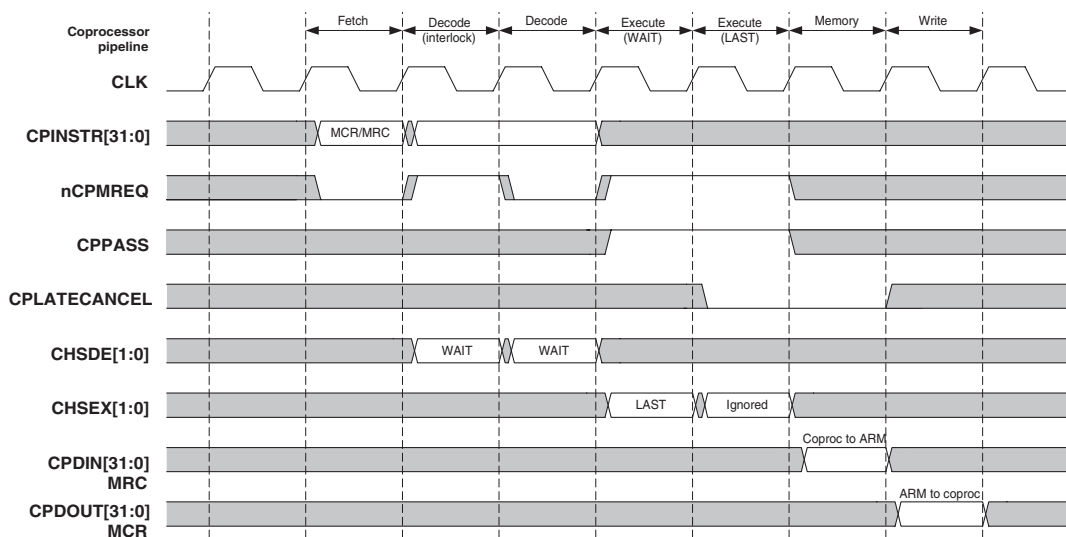 Coprocessor
pipeline
Fetch
Decode
(interlock)
Decode
Execute
(WAIT)
Execute
(LAST)
Memory
Write
CLK
CPINSTR[31:0]
MCR/MRC
nCPMREQ
CPPASS
CPLATECANCEL
CHSDE[1:0]
WAIT
WAIT
CHSEX[1:0]
LAST
Ignored
CPDIN[31:0]
MRC
Coproc to ARM
CPDOUT[31:0]
MCR
ARM to coproc